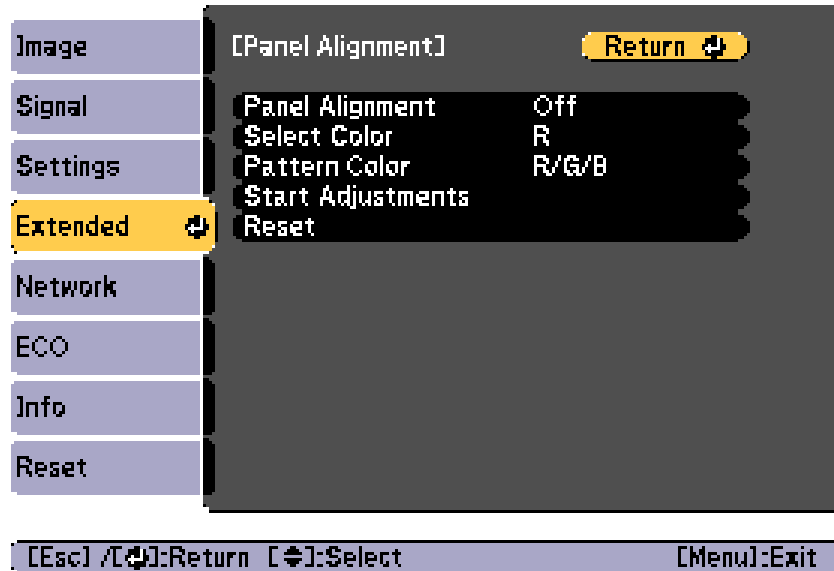 Image
Signal
Settings
Extended
Network
ECO
Info
Reset
[Panel Alignment]
Return
Panel Alignment Off
Select Color R
Pattern Color R/G/B
Start Adjustments
Reset
[Esc] /[⏎]:Return [◆]:Select [Menu]:Exit